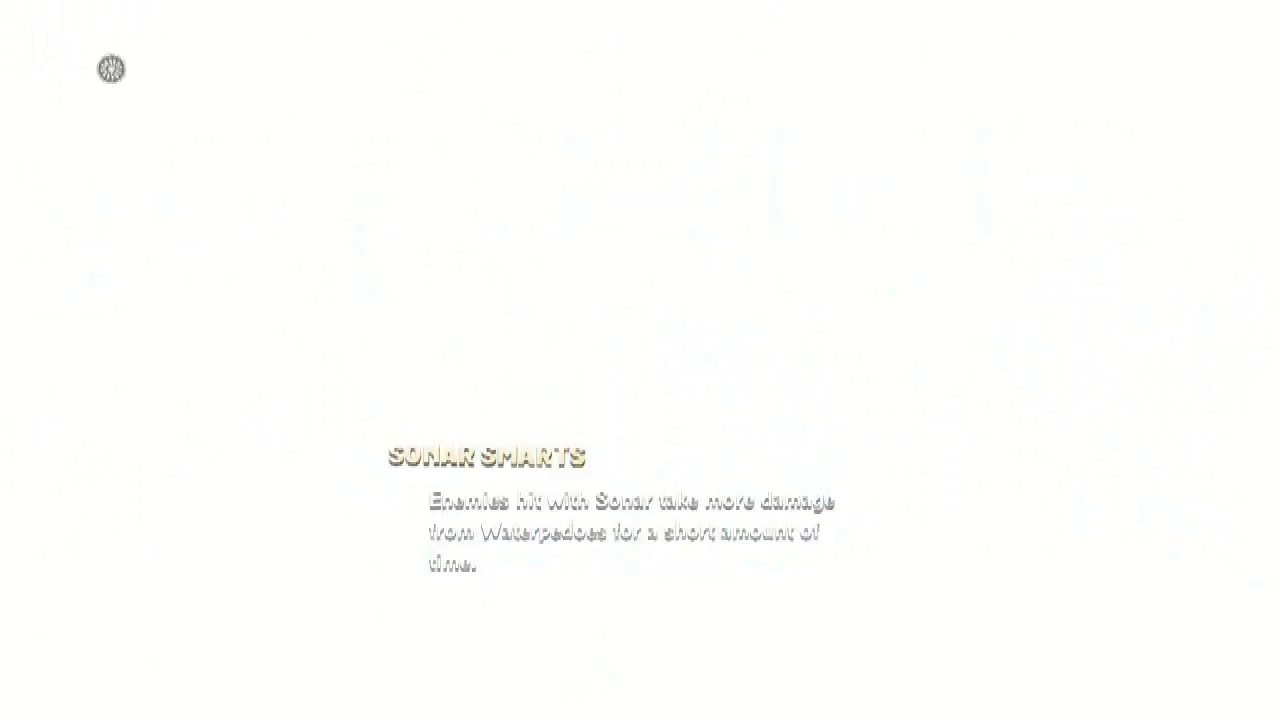 SONAR SMARTS
Enemies hit with Sonar take more damage
from Waterpedoes for a short amount of
time.